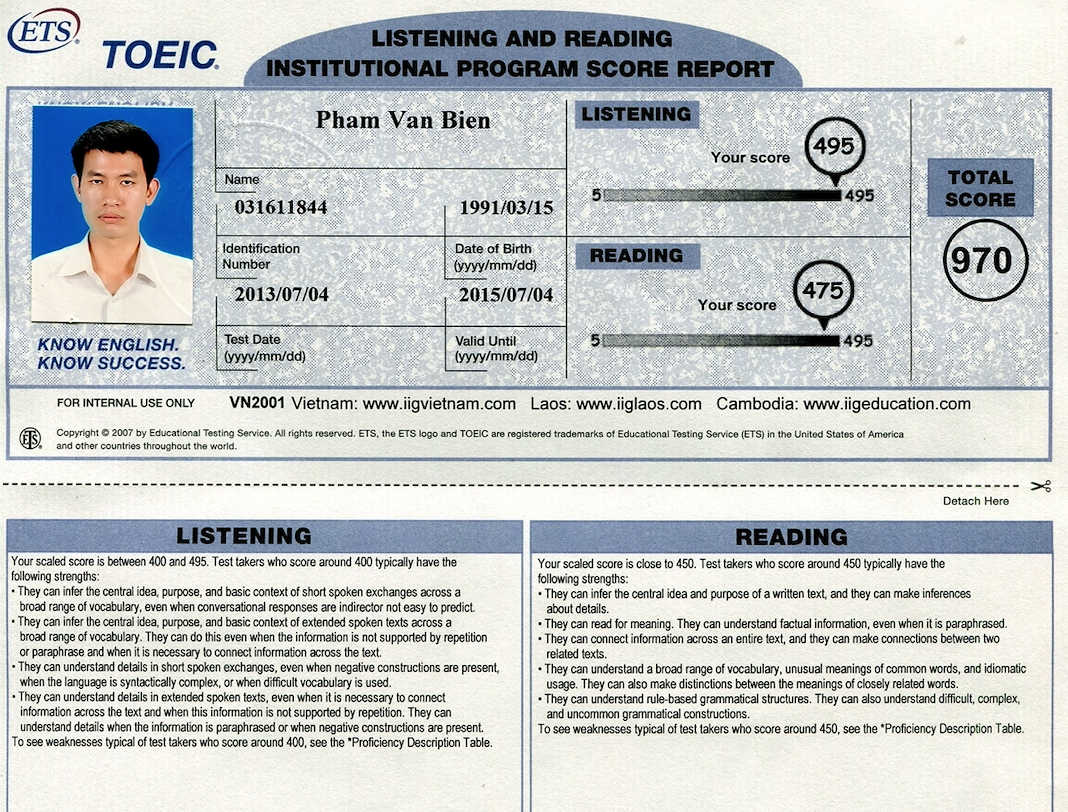 ETS
TOEIC
LISTENING AND READING
INSTITUTIONAL PROGRAM SCORE REPORT
Pham Van Bien
Name
031611844
1991/03/15
Identification
Number
Date of Birth
(yyyy/mm/dd)
2013/07/04
2015/07/04
Test Date
(yyyy/mm/dd)
Valid Until
(yyyy/mm/dd)
KNOW ENGLISH.
KNOW SUCCESS.
LISTENING
Your score
495
5
495
READING
Your score
475
5
495
TOTAL
SCORE
970
FOR INTERNAL USE ONLY
VN2001 Vietnam: www.iigvietnam.com Laos: www.iiglaos.com Cambodia: www.iigeducation.com
ETS
Copyright © 2007 by Educational Testing Service. All rights reserved. ETS, the ETS logo and TOEIC are registered trademarks of Educational Testing Service (ETS) in the United States of America
and other countries throughout the world.
Detach Here
LISTENING
Your scaled score is between 400 and 495. Test takers who score around 400 typically have the
following strengths:
• They can infer the central idea, purpose, and basic context of short spoken exchanges across a
broad range of vocabulary, even when conversational responses are indirector not easy to predict.
• They can infer the central idea, purpose, and basic context of extended spoken texts across a
broad range of vocabulary. They can do this even when the information is not supported by repetition
or paraphrase and when it is necessary to connect information across the text.
• They can understand details in short spoken exchanges, even when negative constructions are present,
when the language is syntactically complex, or when difficult vocabulary is used.
• They can understand details in extended spoken texts, even when it is necessary to connect
information across the text and when this information is not supported by repetition. They can
understand details when the information is paraphrased or when negative constructions are present.
To see weaknesses typical of test takers who score around 400, see the *Proficiency Description Table.
READING
Your scaled score is close to 450. Test takers who score around 450 typically have the
following strengths:
• They can infer the central idea and purpose of a written text, and they can make inferences
about details.
• They can read for meaning. They can understand factual information, even when it is paraphrased.
• They can connect information across an entire text, and they can make connections between two
related texts.
• They can understand a broad range of vocabulary, unusual meanings of common words, and idiomatic
usage. They can also make distinctions between the meanings of closely related words.
• They can understand rule-based grammatical structures. They can also understand difficult, complex,
and uncommon grammatical constructions.
To see weaknesses typical of test takers who score around 450, see the *Proficiency Description Table.